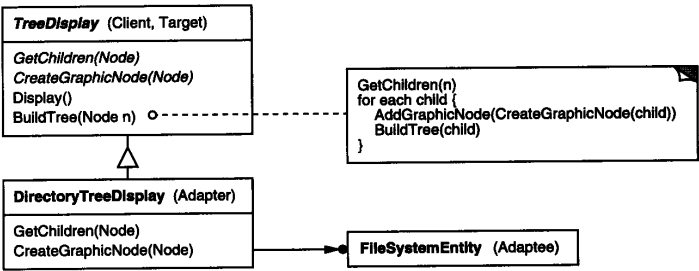 TreeDisplay (Client, Target)
GetChildren(Node)
CreateGraphicNode(Node)
Display()
BuildTree(Node n)
GetChildren(n)
for each child {
AddGraphicNode(CreateGraphicNode(child))
BuildTree(child)
}
DirectoryTreeDisplay (Adapter)
GetChildren(Node)
CreateGraphicNode(Node)
FileSystemEntity (Adaptee)